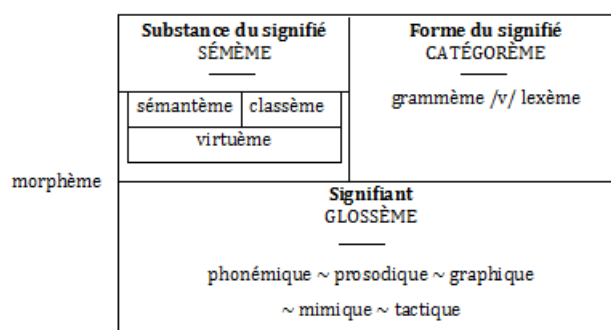 Substance du signifié
SÉMÈME
Forme du signifié
CATÉGORÈME
sémantème
classème
virtuème
grammème /v/ lexème
morphème
Signifiant
GLOSSÈME
phonémique ~ prosodique ~ graphique
~ mimique ~ tactique